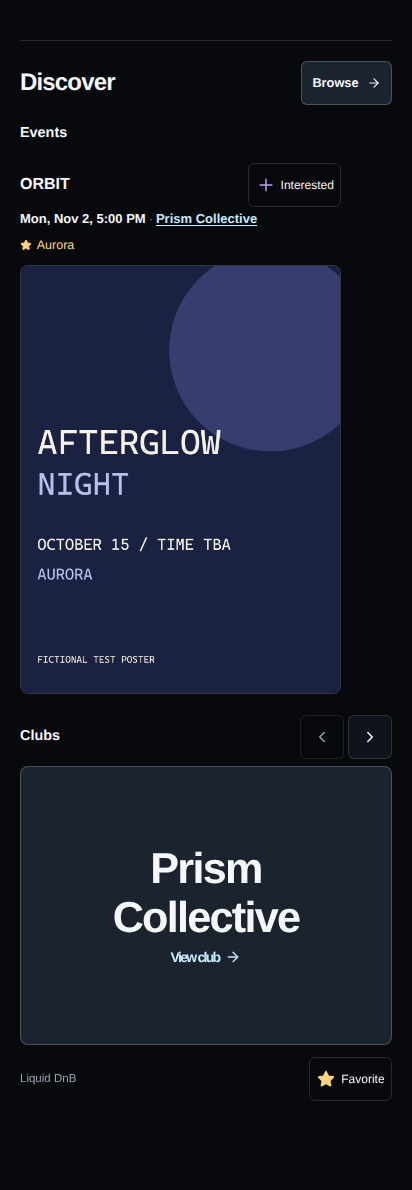 Discover
Browse
Events
ORBIT
Interested
Mon, Nov 2, 5:00 PM · Prism Collective
Aurora
AFTERGLOW
NIGHT
OCTOBER 15 / TIME TBA
AURORA
FICTIONAL TEST POSTER
Clubs
Prism
Collective
View club
Liquid DnB
Favorite